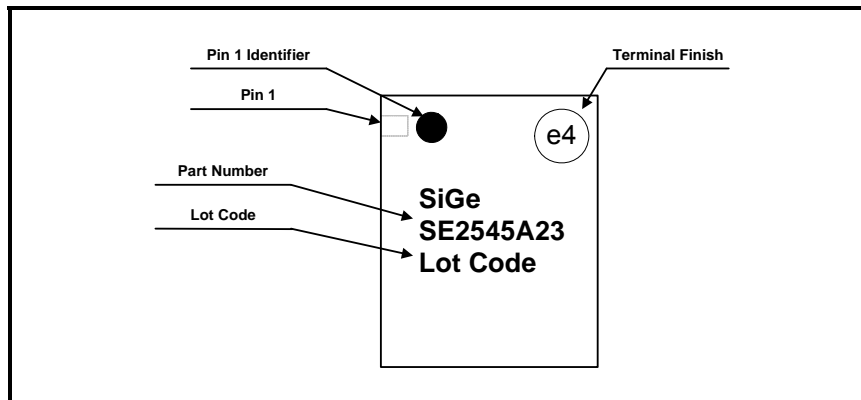 Pin 1 Identifier
Terminal Finish
Pin 1
e4
Part Number
SiGe
Lot Code
SE2545A23
Lot Code